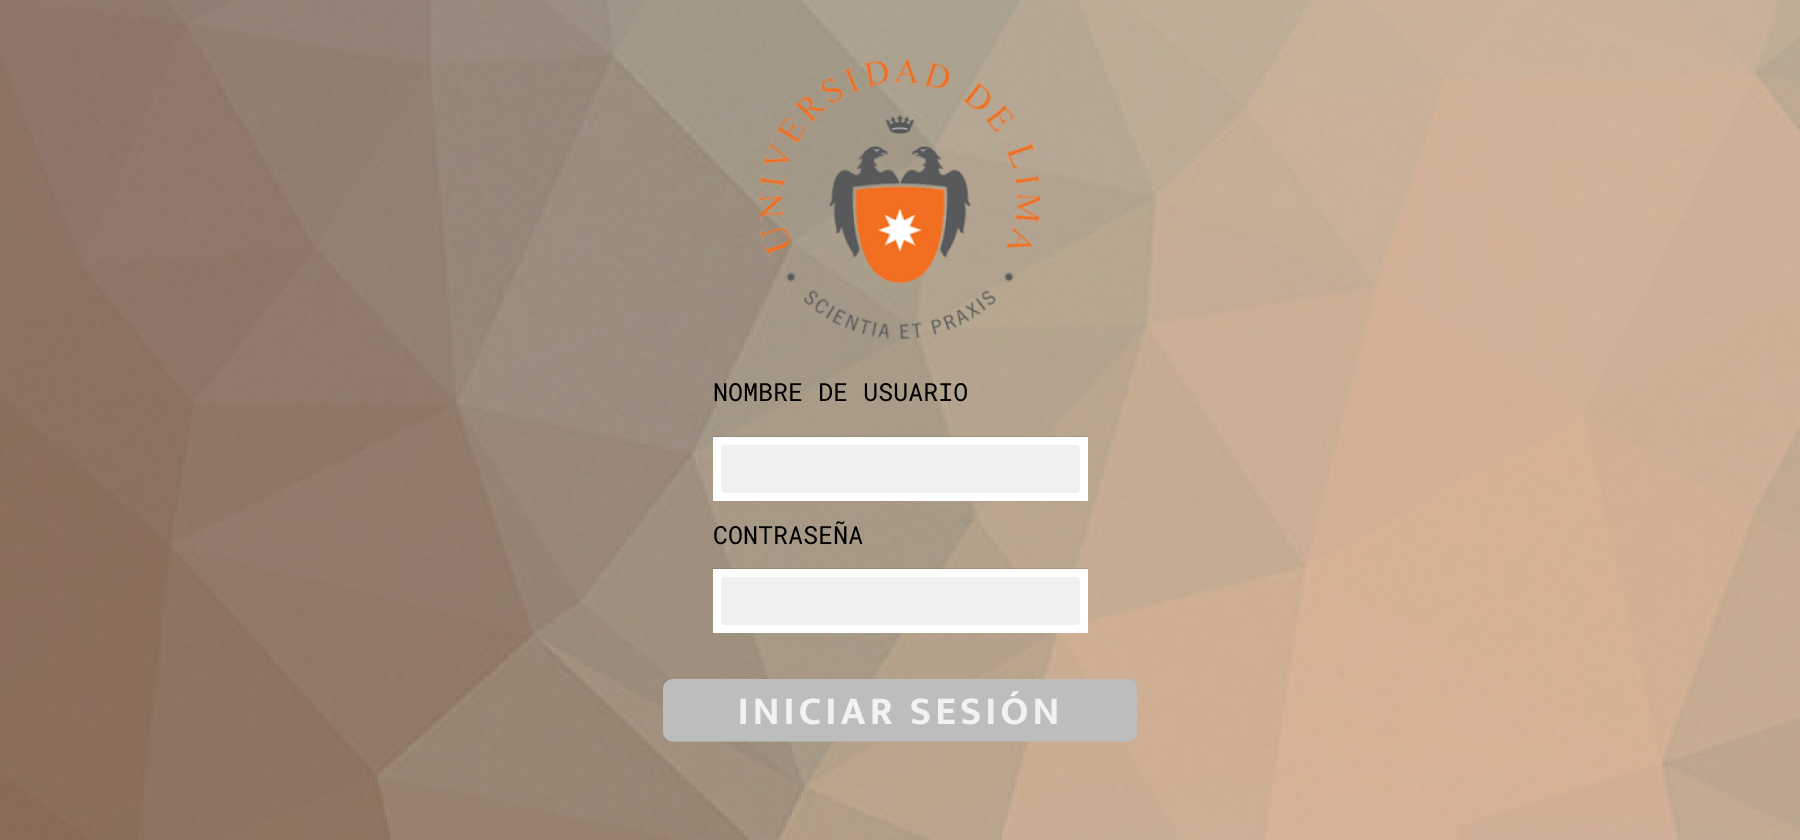 UNIVERSIDAD DE LIMA
SCIENTIA ET PRAXIS
NOMBRE DE USUARIO
CONTRASEÑA
INICIAR SESIÓN